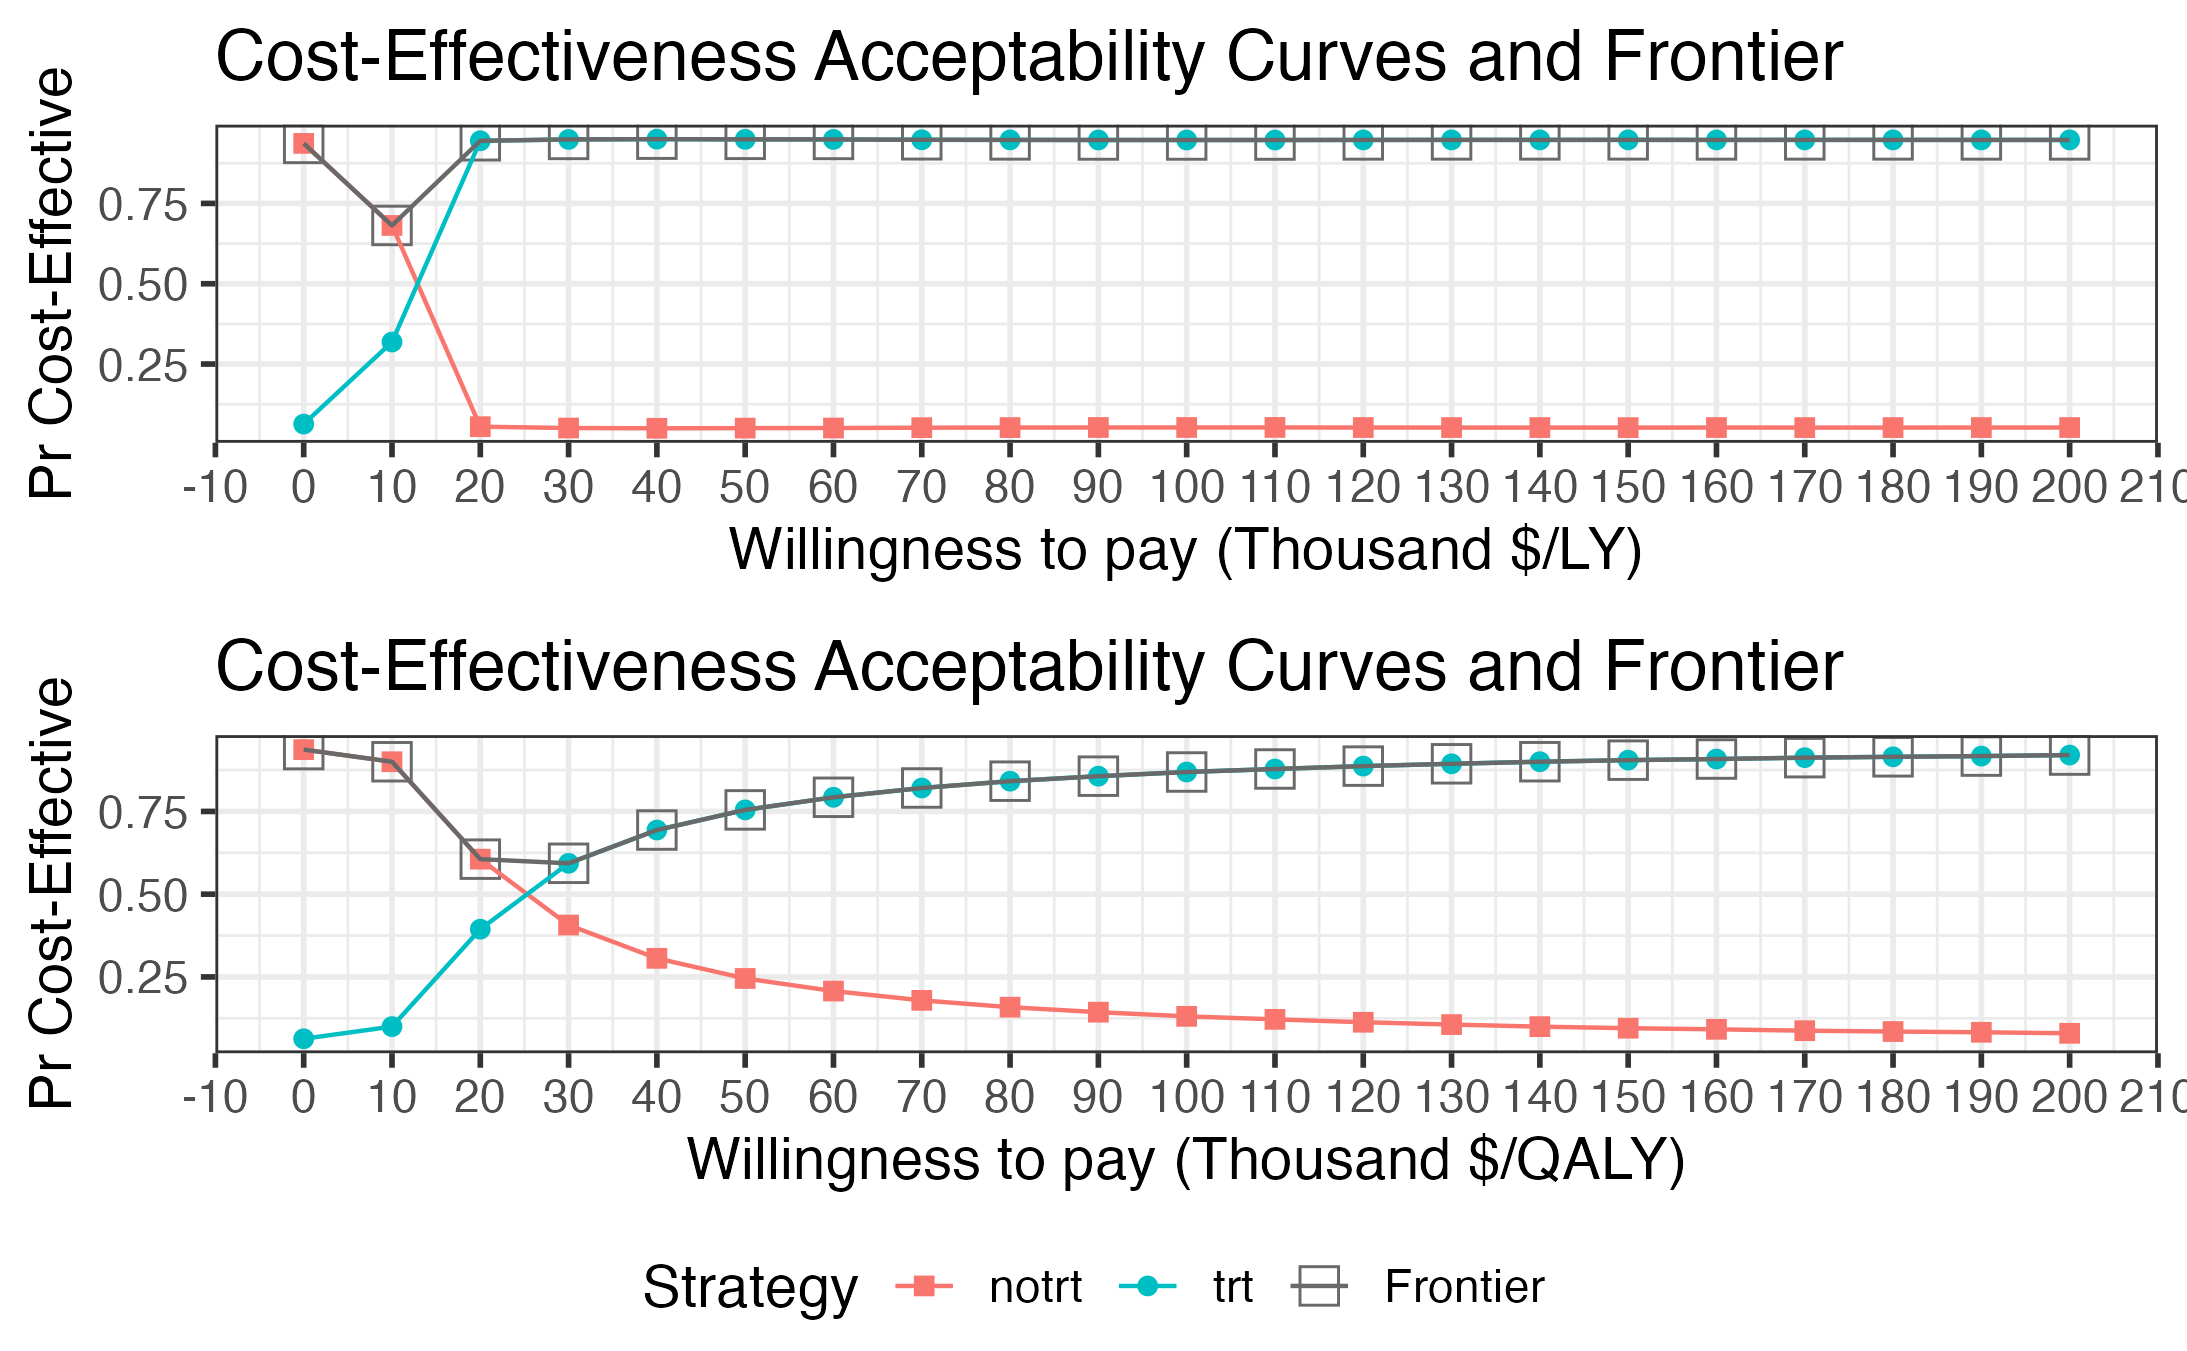 Cost-Effectiveness Acceptability Curves and Frontier
Pr Cost-Effective
0.75
0.50
0.25
-10 0 10 20 30 40 50 60 70 80 90 100 110 120 130 140 150 160 170 180 190 200 210
Willingness to pay (Thousand $/LY)
Cost-Effectiveness Acceptability Curves and Frontier
Pr Cost-Effective
0.75
0.50
0.25
-10 0 10 20 30 40 50 60 70 80 90 100 110 120 130 140 150 160 170 180 190 200 210
Willingness to pay (Thousand $/QALY)
Strategy notrt trt Frontier